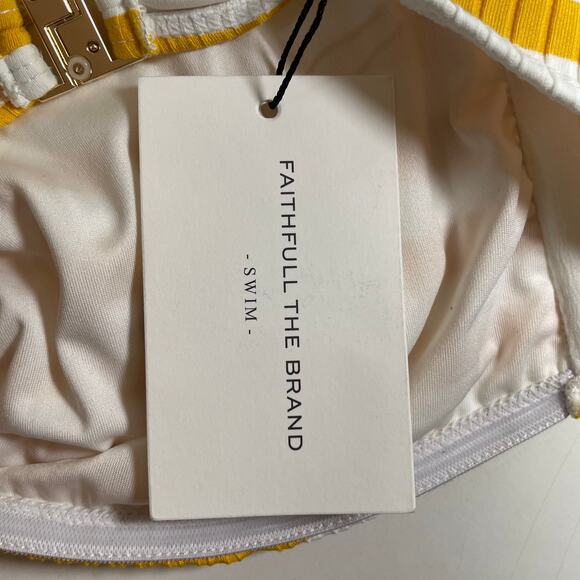 FAITHFULL THE BRAND
- SWIM -